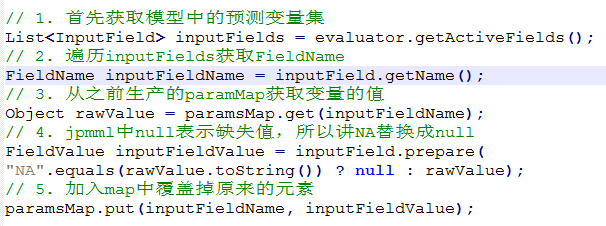 // 1. 首先获取模型中的预测变量集
List<InputField> inputFields = evaluator.getActiveFields();
// 2. 遍历inputFields获取FieldName
FieldName inputFieldName = inputField.getName();
// 3. 从之前生产的paramMap获取变量的值
Object rawValue = paramsMap.get(inputFieldName);
// 4. jpmml中null表示缺失值，所以讲NA替换成null
FieldValue inputFieldValue = inputField.prepare(
"NA".equals(rawValue.toString()) ? null : rawValue);
// 5. 加入map中覆盖掉原来的元素
paramsMap.put(inputFieldName, inputFieldValue);